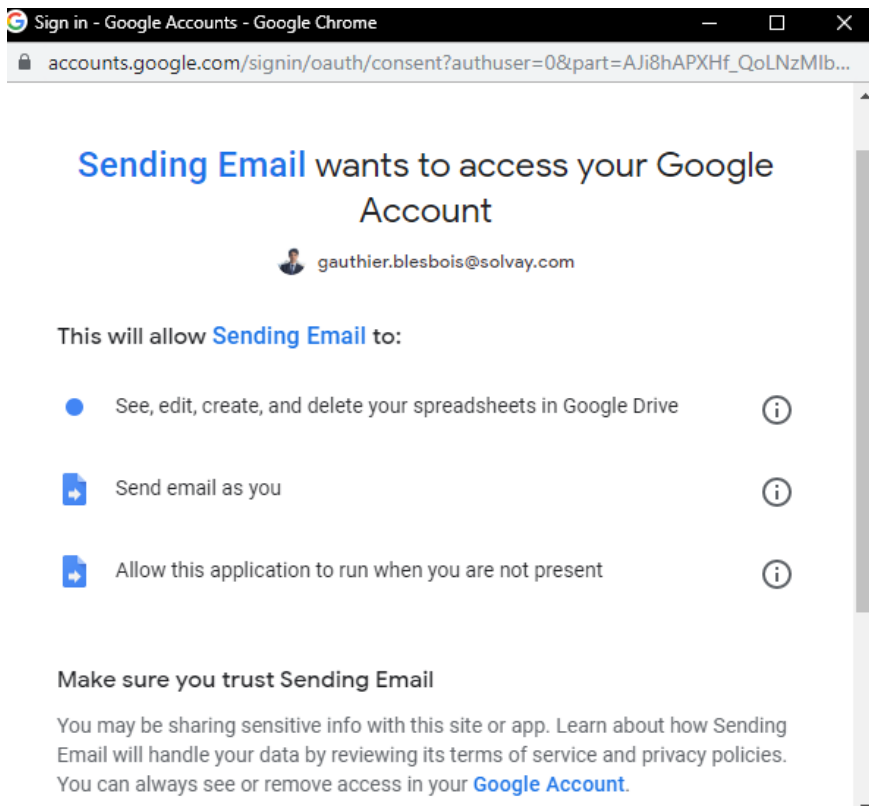 Sign in - Google Accounts - Google Chrome
accounts.google.com/signin/oauth/consent?authuser=0&part=AJi8hAPXHf_QoLNzMIb...
Sending Email wants to access your Google
Account
gauthier.blesbois@solvay.com
This will allow Sending Email to:
See, edit, create, and delete your spreadsheets in Google Drive
Send email as you
Allow this application to run when you are not present
Make sure you trust Sending Email
You may be sharing sensitive info with this site or app. Learn about how Sending
Email will handle your data by reviewing its terms of service and privacy policies.
You can always see or remove access in your Google Account.